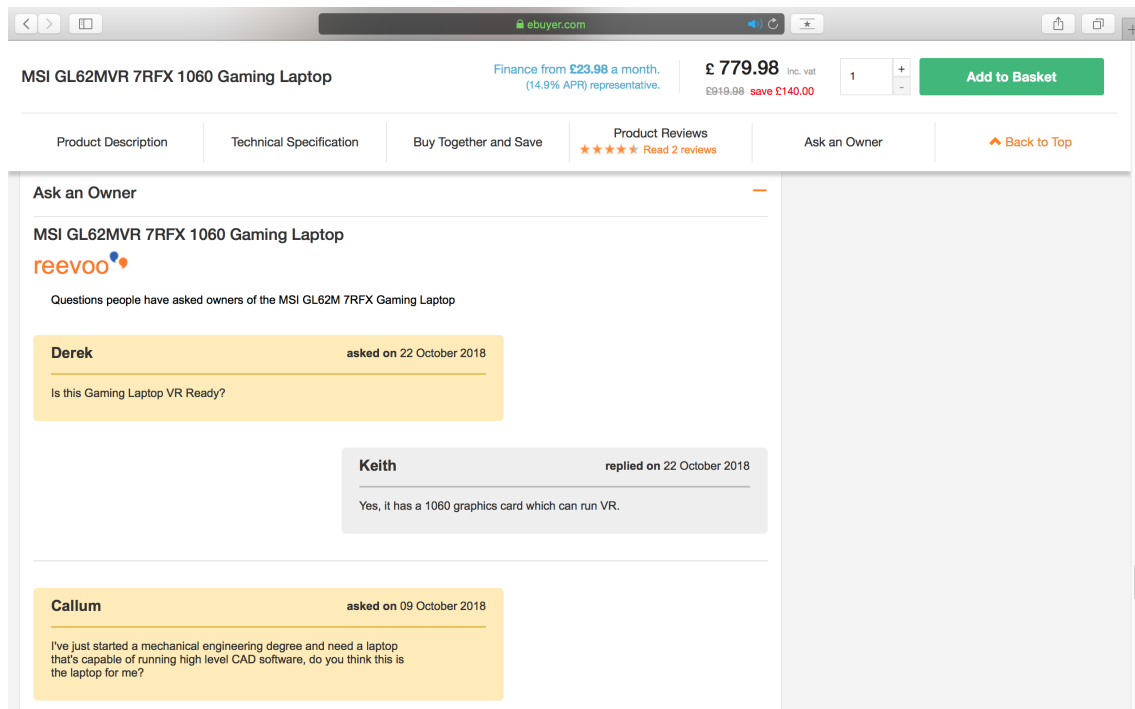 ebuyer.com
MSI GL62MVR 7RFX 1060 Gaming Laptop
Finance from £23.98 a month.
(14.9% APR) representative.
£ 779.98 inc. vat
£919.98 save £140.00
1
+
-
Add to Basket
Product Description
Technical Specification
Buy Together and Save
Product Reviews
Read 2 reviews
Ask an Owner
Back to Top
Ask an Owner
MSI GL62MVR 7RFX 1060 Gaming Laptop
reevoo
Questions people have asked owners of the MSI GL62M 7RFX Gaming Laptop
Derek asked on 22 October 2018
Is this Gaming Laptop VR Ready?
Keith replied on 22 October 2018
Yes, it has a 1060 graphics card which can run VR.
Callum asked on 09 October 2018
I've just started a mechanical engineering degree and need a laptop
that's capable of running high level CAD software, do you think this is
the laptop for me?